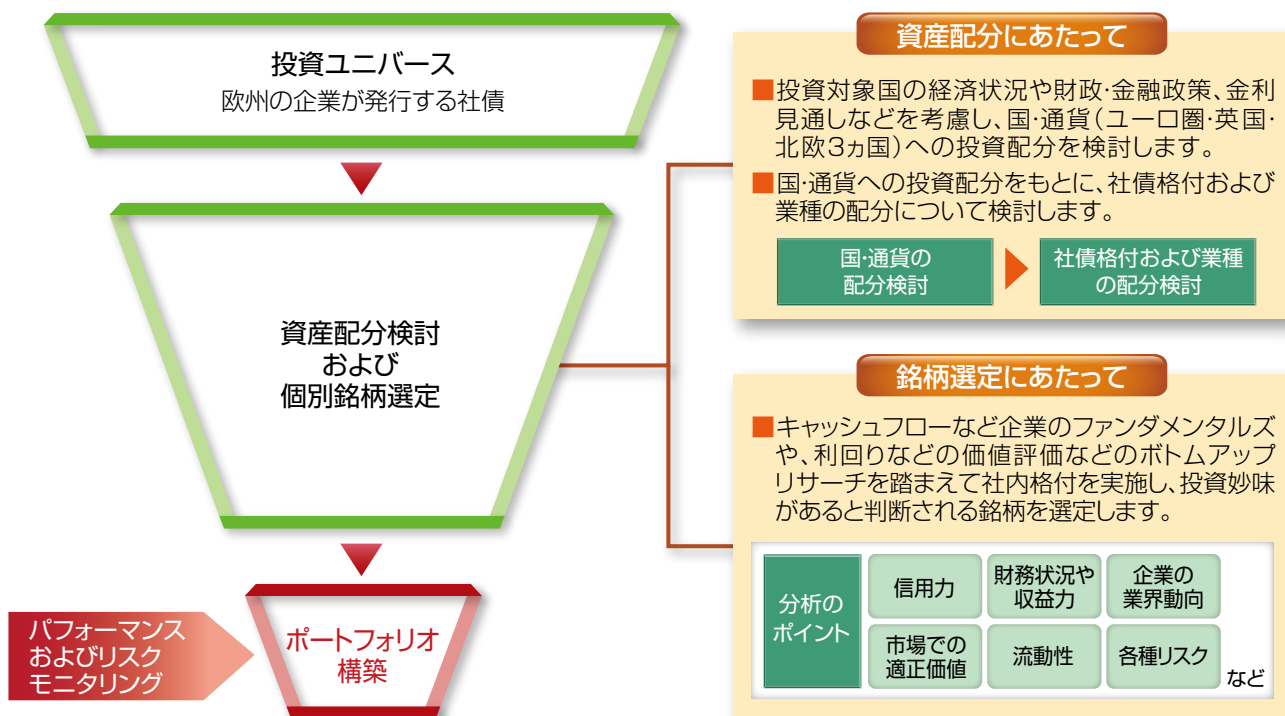 投資ユニバース
欧州の企業が発行する社債
資産配分検討
および
個別銘柄選定
パフォーマンス
およびリスク
モニタリング
ポートフォリオ
構築
資産配分にあたって
■投資対象国の経済状況や財政・金融政策、金利
見通しなどを考慮し、国・通貨(ユーロ圏・英国・
北欧3ヵ国)への投資配分を検討します。
■国・通貨への投資配分をもとに、社債格付および
業種の配分について検討します。
国・通貨の
配分検討
社債格付および業種
の配分検討
銘柄選定にあたって
■キャッシュフローなど企業のファンダメンタルズ
や、利回りなどの価値評価などのボトムアップ
リサーチを踏まえて社内格付を実施し、投資妙味
があると判断される銘柄を選定します。
分析の
ポイント
信用力
財務状況や
収益力
企業の
業界動向
市場での
適正価値
流動性
各種リスク
など